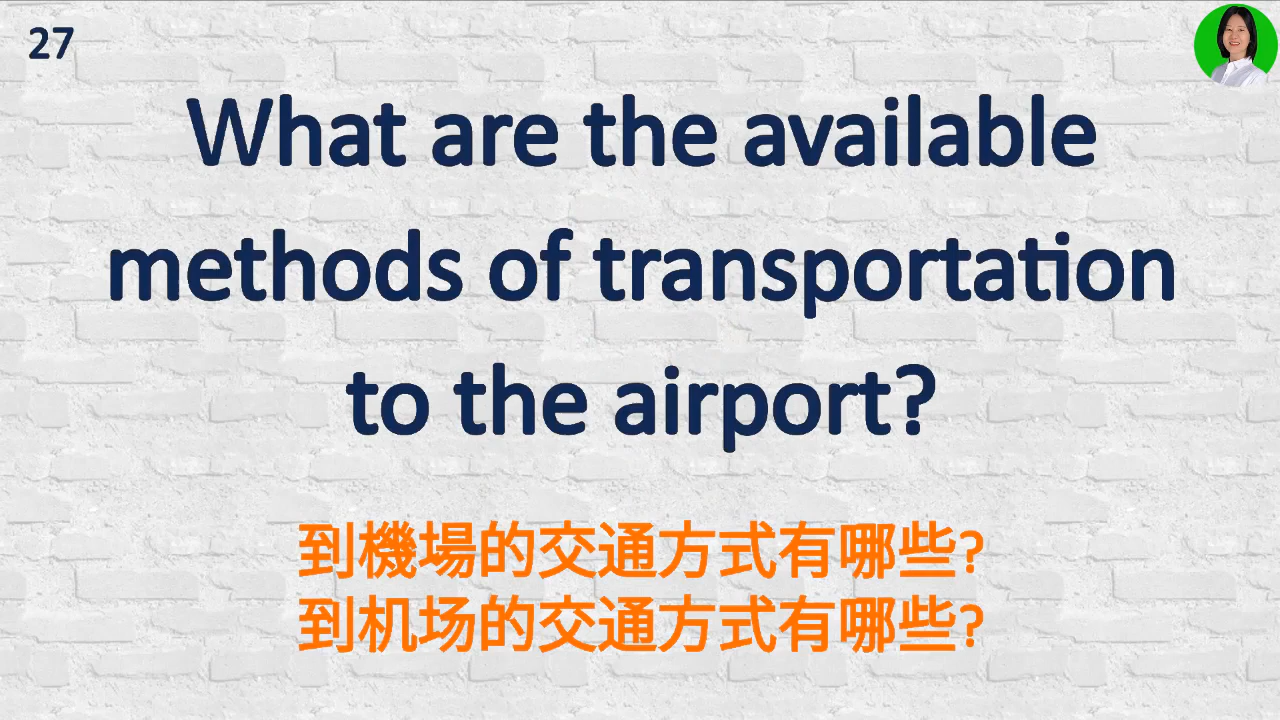 27
What are the available
methods of transportation
to the airport?
到機場的交通方式有哪些?
到机场的交通方式有哪些?